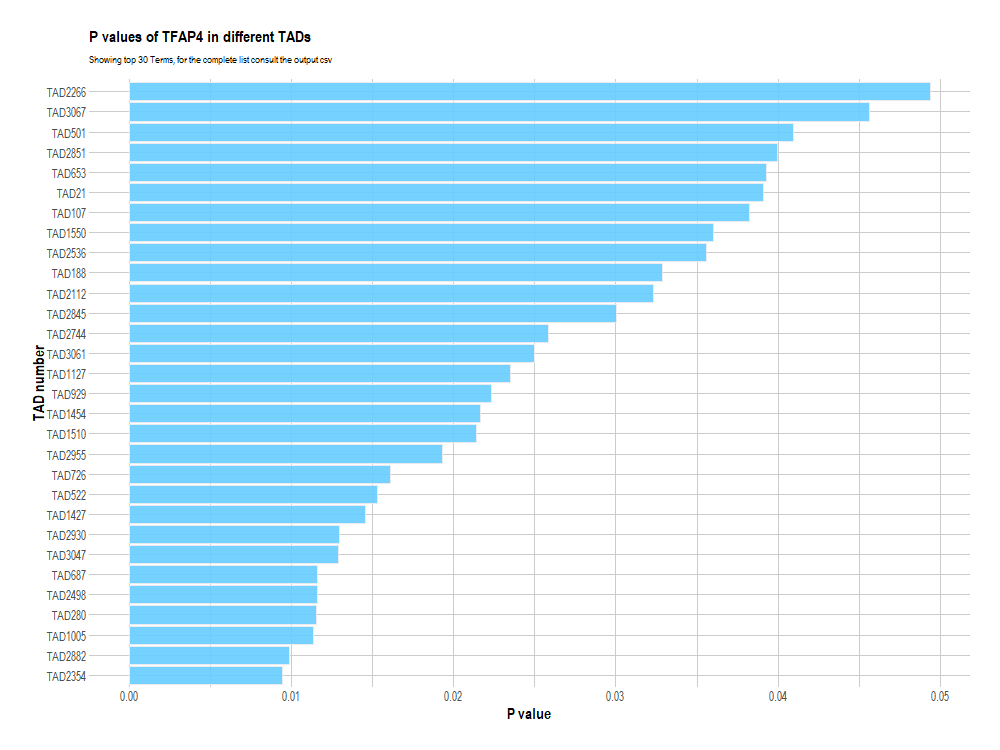 P values of TFAP4 in different TADs
Showing top 30 Terms, for the complete list consult the output csv
TAD number
TAD2266
TAD3067
TAD501
TAD2851
TAD653
TAD21
TAD107
TAD1550
TAD2536
TAD188
TAD2112
TAD2845
TAD2744
TAD3061
TAD1127
TAD929
TAD1454
TAD1510
TAD2955
TAD726
TAD522
TAD1427
TAD2930
TAD3047
TAD687
TAD2498
TAD280
TAD1005
TAD2882
TAD2354
0.00 0.01 0.02 0.03 0.04 0.05
P value